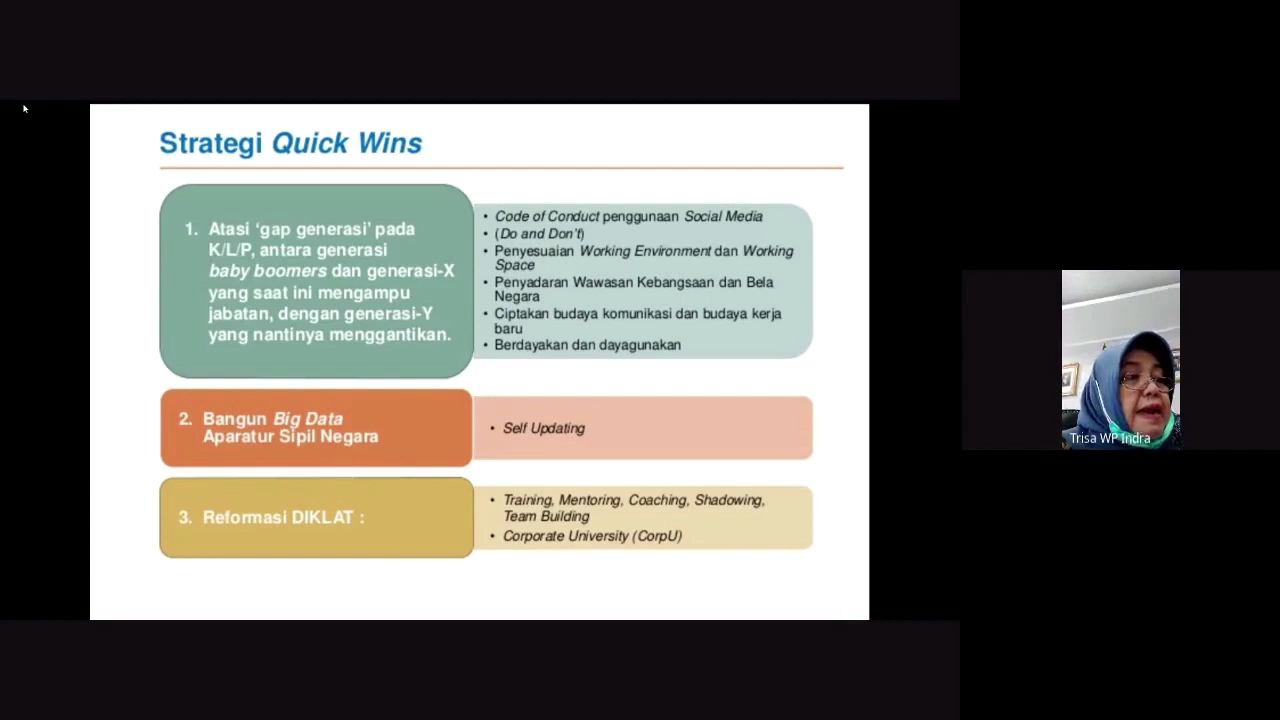 Strategi Quick Wins
1. Atasi ‘gap generasi’ pada
K/L/P, antara generasi
baby boomers dan generasi-X
yang saat ini mengampu
jabatan, dengan generasi-Y
yang nantinya menggantikan.
• Code of Conduct penggunaan Social Media
• (Do and Don’t)
• Penyesuaian Working Environment dan Working
Space
• Penyadaran Wawasan Kebangsaan dan Bela
Negara
• Ciptakan budaya komunikasi dan budaya kerja
baru
• Berdayakan dan dayagunakan
2. Bangun Big Data
Aparatur Sipil Negara
• Self Updating
3. Reformasi DIKLAT :
• Training, Mentoring, Coaching, Shadowing,
Team Building
• Corporate University (CorpU)
Trisa WP Indra